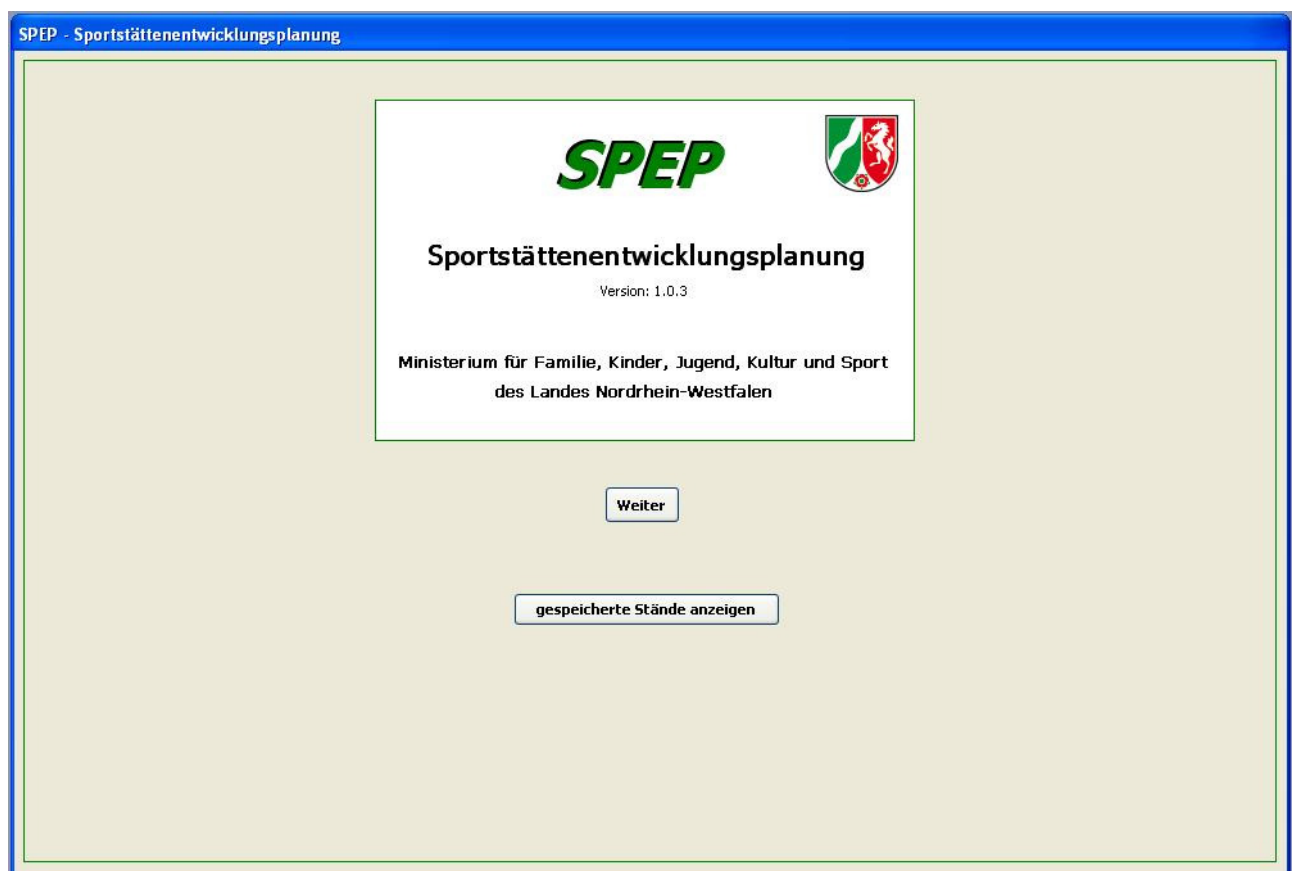 SPEP - Sportstättenentwicklungsplanung
SPEP
Sportstättenentwicklungsplanung
Version: 1.0.3
Ministerium für Familie, Kinder, Jugend, Kultur und Sport
des Landes Nordrhein-Westfalen
Weiter
gespeicherte Stände anzeigen